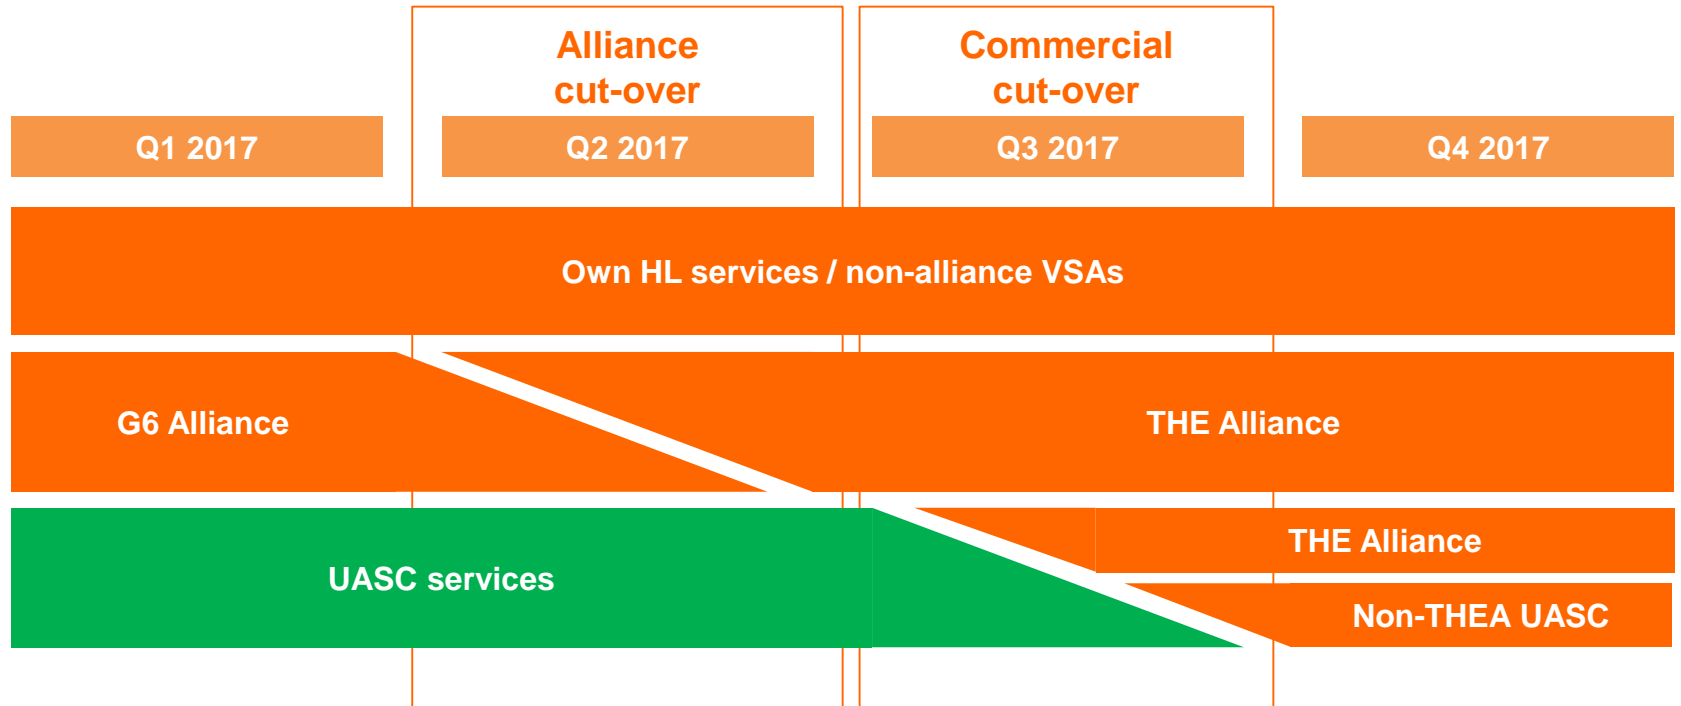 Alliance
cut-over
Commercial
cut-over
Q1 2017
Q2 2017
Q3 2017
Q4 2017
Own HL services / non-alliance VSAs
G6 Alliance
THE Alliance
UASC services
THE Alliance
Non-THEA UASC